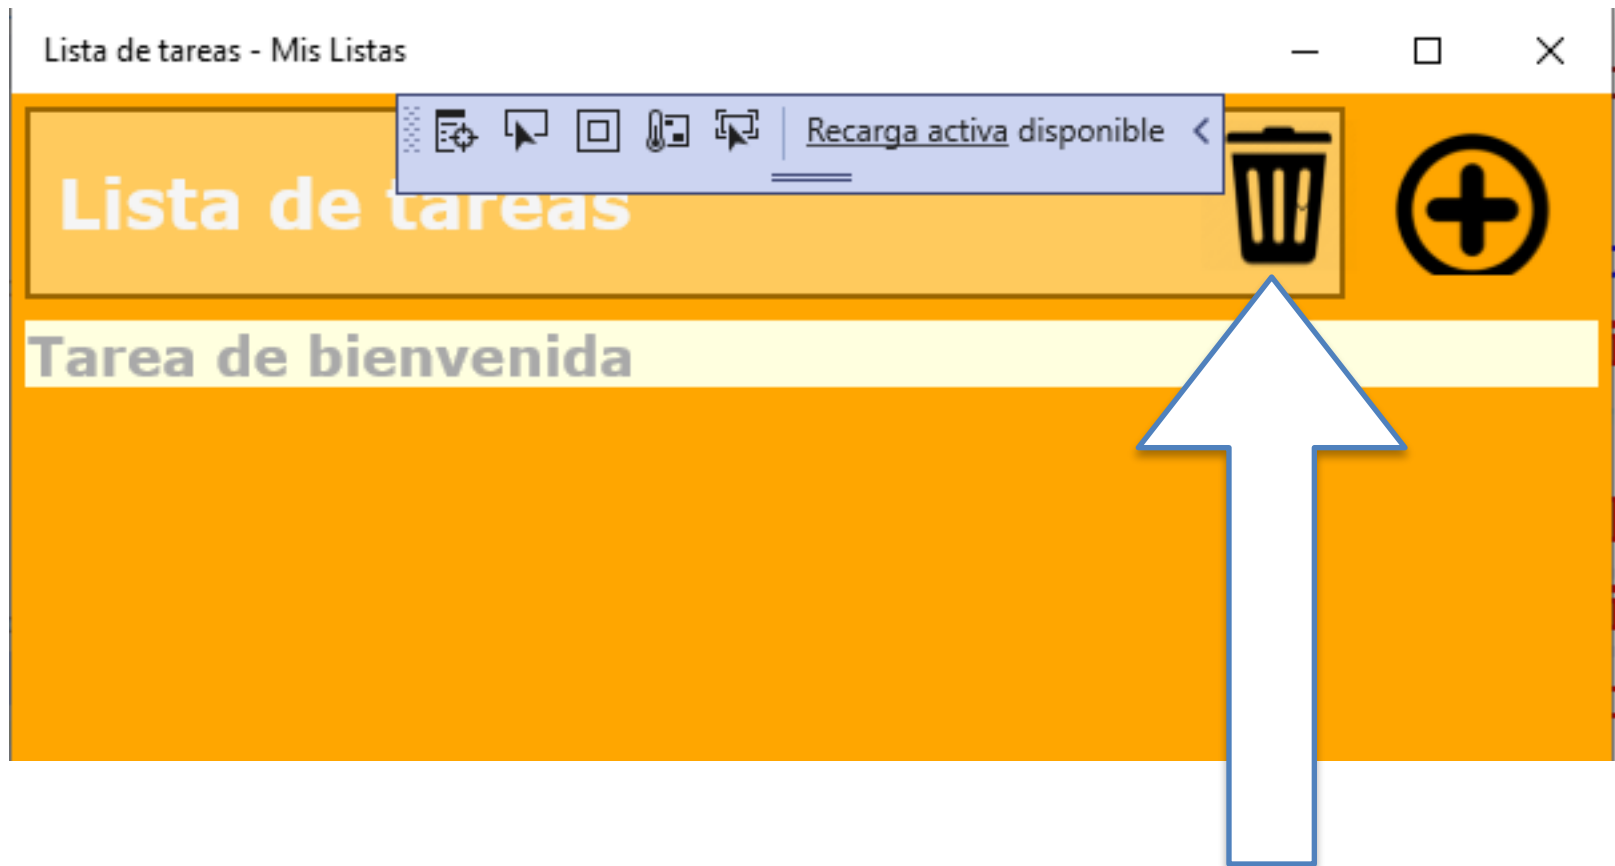 Lista de tareas - Mis Listas
Recarga activa disponible
Lista de tareas
Tarea de bienvenida